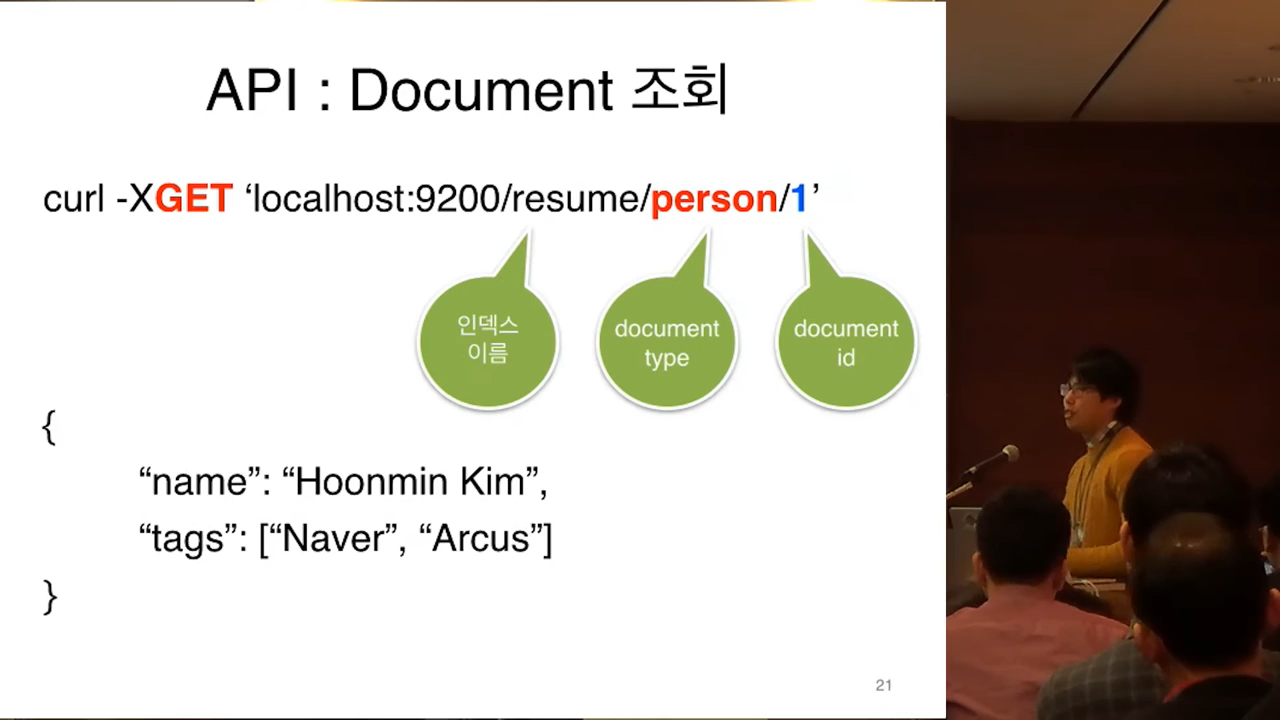 API : Document 조회
curl -XGET ‘localhost:9200/resume/person/1’
인덱스
이름
document
type
document
id
{
“name”: “Hoonmin Kim”,
“tags”: [“Naver”, “Arcus”]
}
21